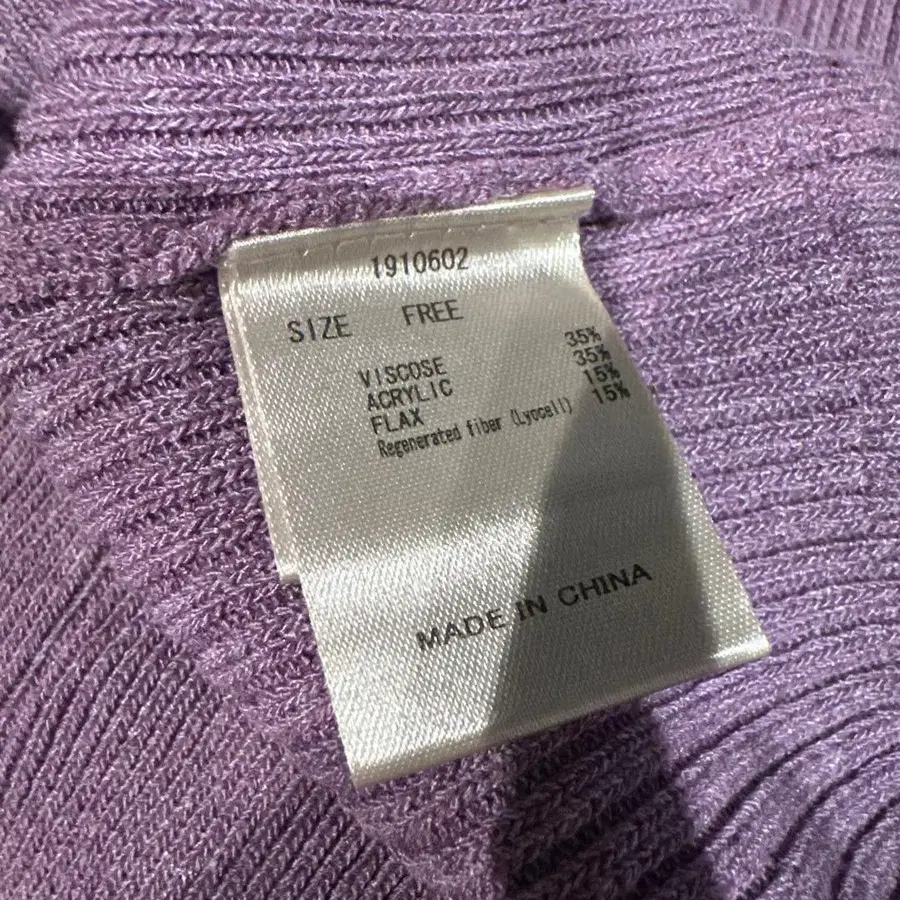 1910602
SIZE FREE
VISCOSE 35%
ACRYLIC 35%
FLAX 15%
Regenerated fiber (Lyocell) 15%
MADE IN CHINA